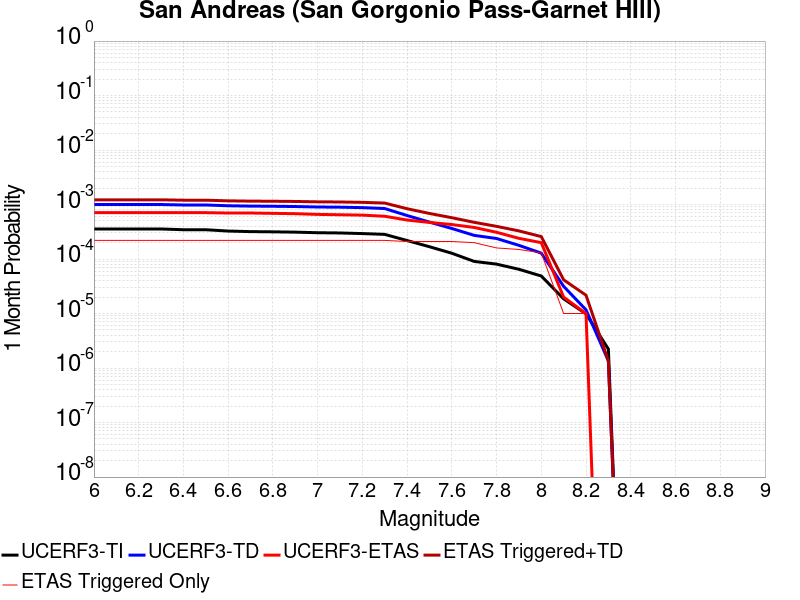 San Andreas (San Gorgonio Pass-Garnet HIll)
10^0
10^-1
10^-2
10^-3
10^-4
10^-5
10^-6
10^-7
10^-8
1 Month Probability
6 6.2 6.4 6.6 6.8 7 7.2 7.4 7.6 7.8 8 8.2 8.4 8.6 8.8 9
Magnitude
UCERF3-TI UCERF3-TD UCERF3-ETAS ETAS Triggered+TD
ETAS Triggered Only